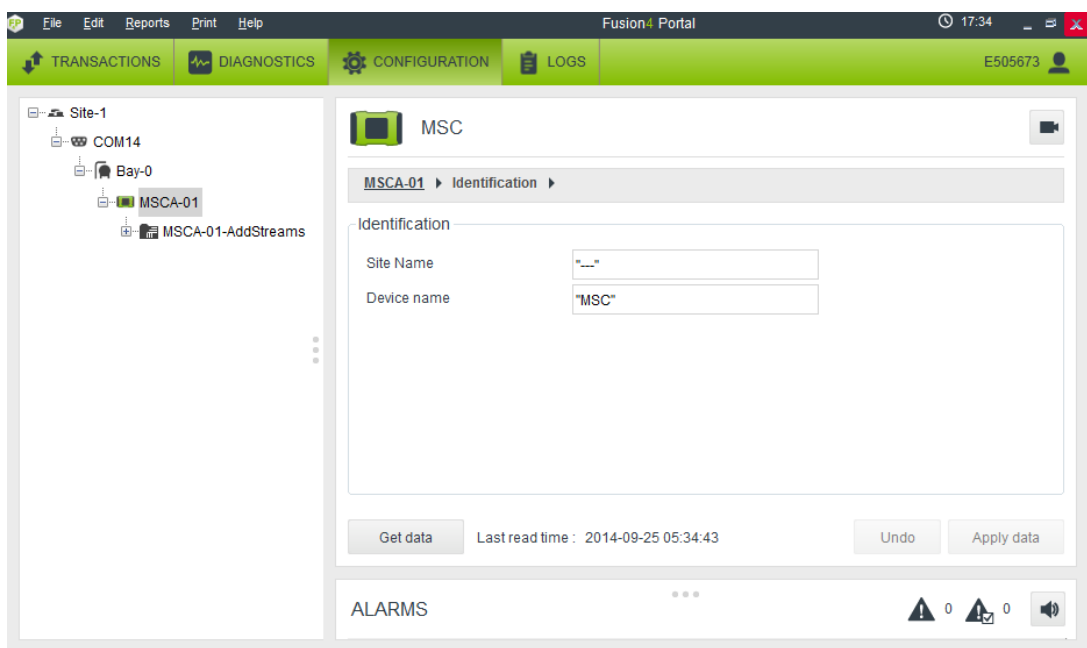 FP File Edit Reports Print Help Fusion4 Portal 17:34
TRANSACTIONS DIAGNOSTICS CONFIGURATION LOGS E505673
Site-1
COM14
Bay-0
MSCA-01
MSCA-01-AddStreams
MSC
MSCA-01 Identification
Identification
Site Name "---"
Device name "MSC"
Get data Last read time : 2014-09-25 05:34:43 Undo Apply data
ALARMS 0 0